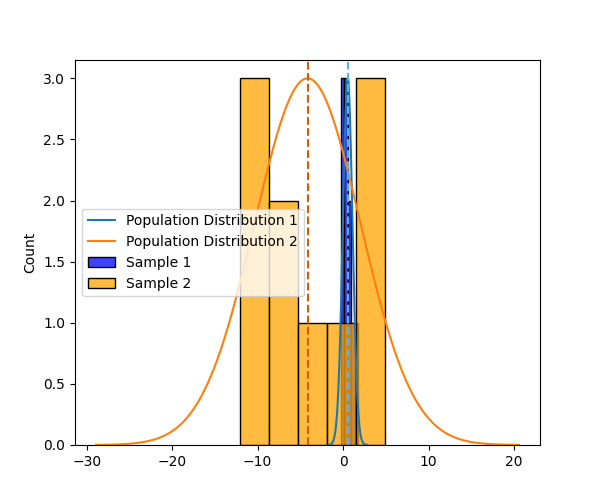 3.0
2.5
2.0
1.5
1.0
0.5
0.0
Count
Population Distribution 1
Population Distribution 2
Sample 1
Sample 2
−30
−20
−10
0
10
20